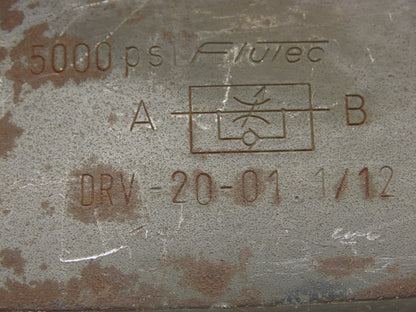 5000 psi Flutec
A B
DRV-20-01.1/12